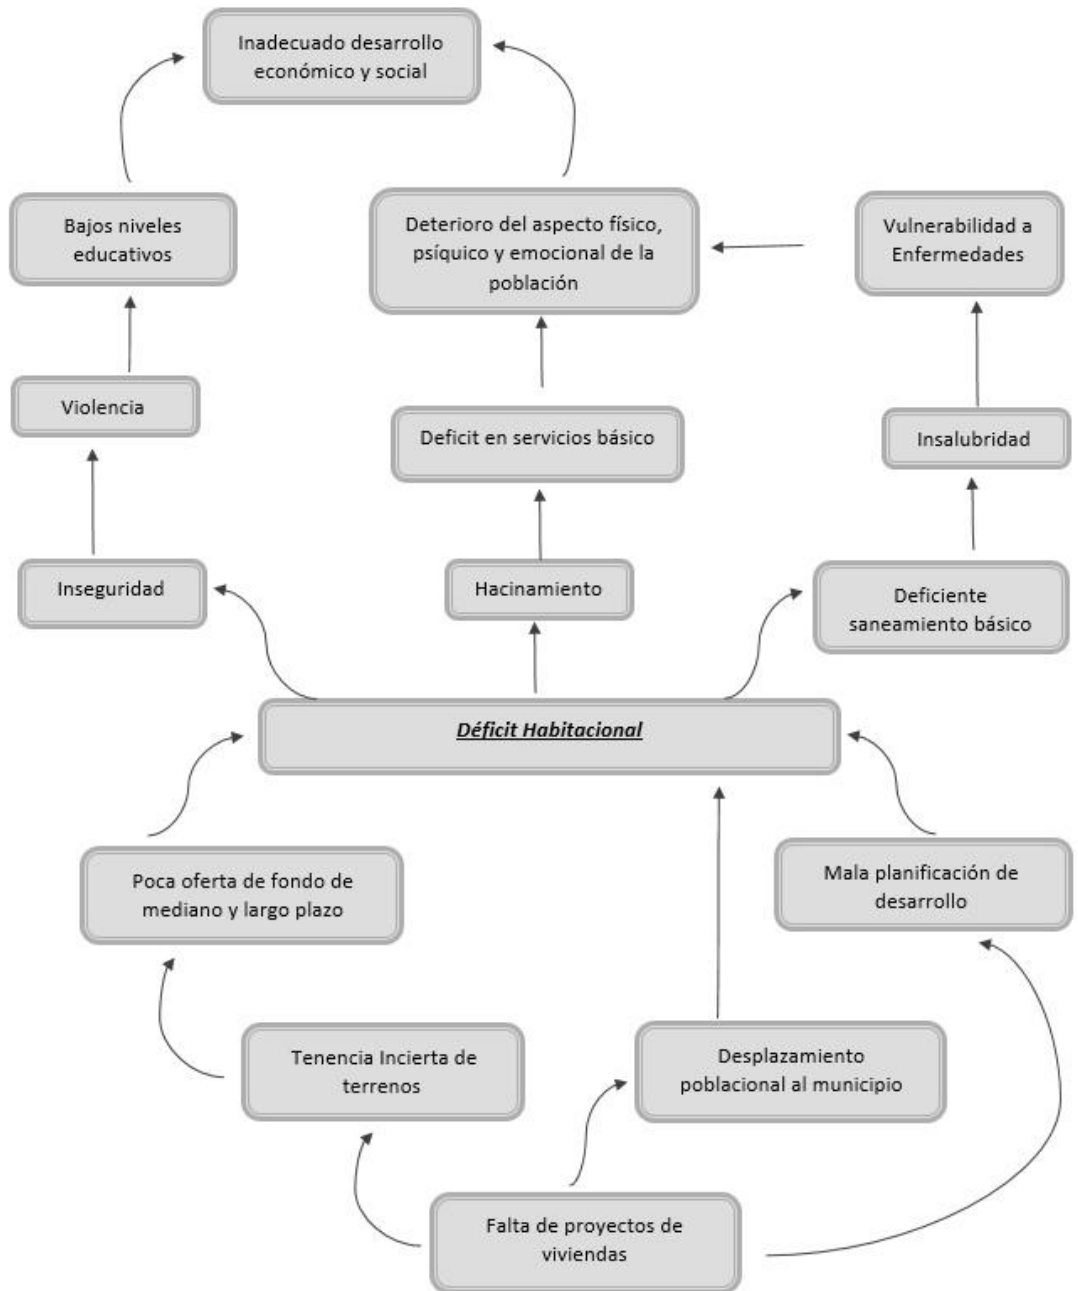 Inadecuado desarrollo
económico y social
Bajos niveles
educativos
Deterioro del aspecto físico,
psíquico y emocional de la
población
Vulnerabilidad a
Enfermedades
Violencia
Deficit en servicios básico
Insalubridad
Inseguridad
Hacinamiento
Deficiente
saneamiento básico
Déficit Habitacional
Poca oferta de fondo de
mediano y largo plazo
Mala planificación de
desarrollo
Tenencia Incierta de
terrenos
Desplazamiento
poblacional al municipio
Falta de proyectos de
viviendas